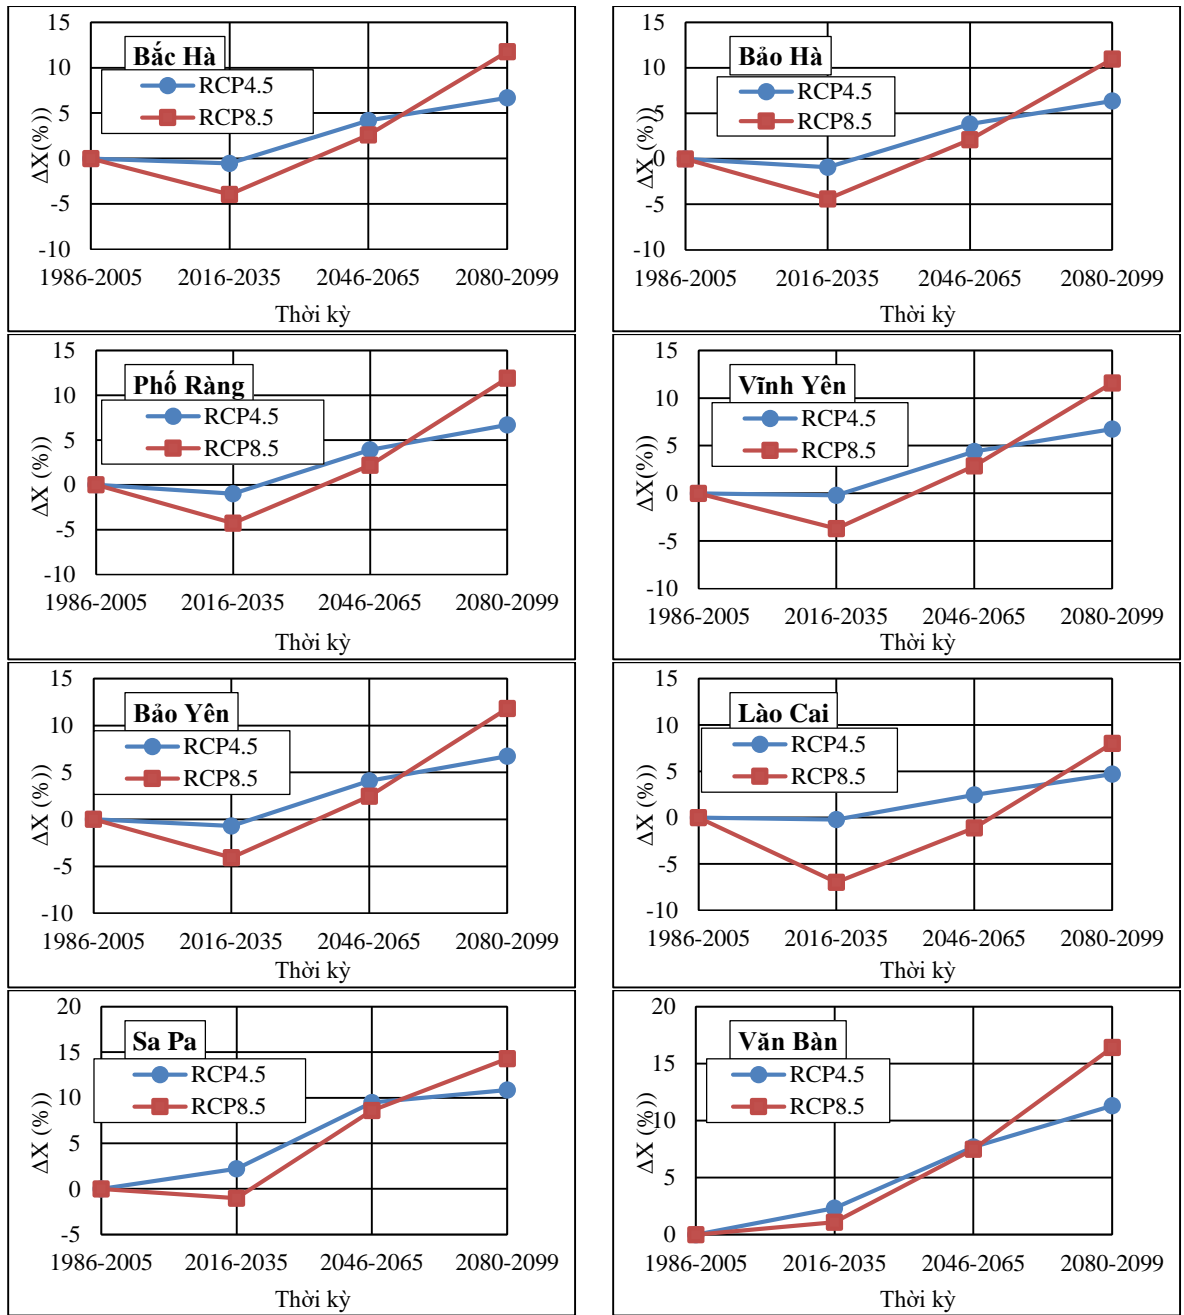 Bắc Hà
RCP4.5
RCP8.5
ΔX(%))
15
10
5
0
-5
-10
1986-2005 2016-2035 2046-2065 2080-2099
Thời kỳ
Bảo Hà
RCP4.5
RCP8.5
ΔX(%))
15
10
5
0
-5
-10
1986-2005 2016-2035 2046-2065 2080-2099
Thời kỳ
Phố Ràng
RCP4.5
RCP8.5
ΔX (%))
15
10
5
0
-5
-10
1986-2005 2016-2035 2046-2065 2080-2099
Thời kỳ
Vĩnh Yên
RCP4.5
RCP8.5
ΔX(%))
15
10
5
0
-5
-10
1986-2005 2016-2035 2046-2065 2080-2099
Thời kỳ
Bảo Yên
RCP4.5
RCP8.5
ΔX (%))
15
10
5
0
-5
-10
1986-2005 2016-2035 2046-2065 2080-2099
Thời kỳ
Lào Cai
RCP4.5
RCP8.5
ΔX (%))
15
10
5
0
-5
-10
1986-2005 2016-2035 2046-2065 2080-2099
Thời kỳ
Sa Pa
RCP4.5
RCP8.5
ΔX (%))
20
15
10
5
0
-5
1986-2005 2016-2035 2046-2065 2080-2099
Thời kỳ
Văn Bàn
RCP4.5
RCP8.5
ΔX (%))
20
15
10
5
0
1986-2005 2016-2035 2046-2065 2080-2099
Thời kỳ